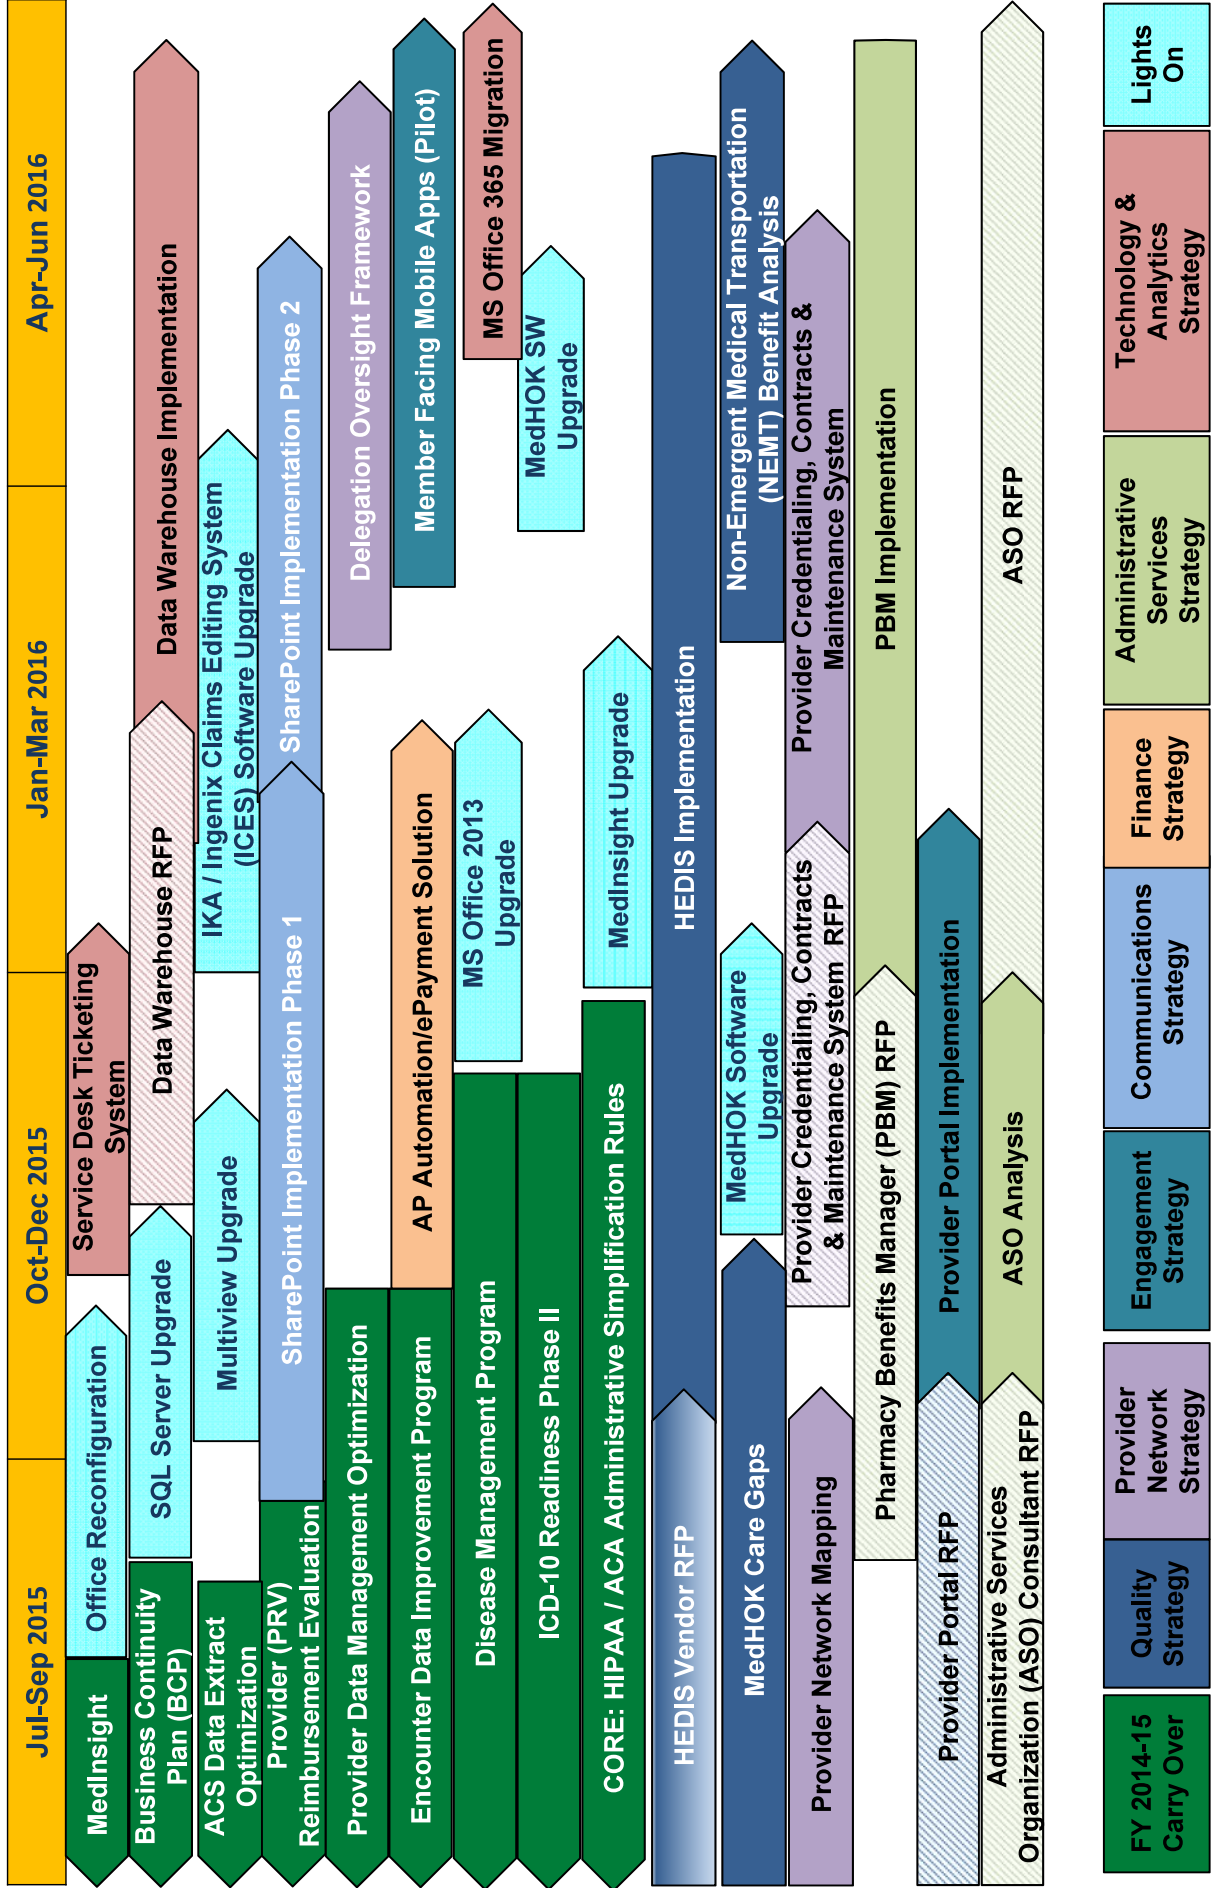 Jul-Sep 2015
Oct-Dec 2015
Jan-Mar 2016
Apr-Jun 2016
MedInsight
Office Reconfiguration
Service Desk Ticketing
System
Business Continuity
Plan (BCP)
SQL Server Upgrade
Data Warehouse RFP
Data Warehouse Implementation
ACS Data Extract
Optimization
Multiview Upgrade
IKA / Ingenix Claims Editing System
(ICES) Software Upgrade
Provider (PRV)
Reimbursement Evaluation
SharePoint Implementation Phase 1
SharePoint Implementation Phase 2
Provider Data Management Optimization
Delegation Oversight Framework
Encounter Data Improvement Program
AP Automation/ePayment Solution
Member Facing Mobile Apps (Pilot)
Disease Management Program
MS Office 2013
Upgrade
MS Office 365 Migration
ICD-10 Readiness Phase II
MedHOK SW
Upgrade
CORE: HIPAA / ACA Administrative Simplification Rules
MedInsight Upgrade
HEDIS Vendor RFP
HEDIS Implementation
MedHOK Care Gaps
MedHOK Software
Upgrade
Non-Emergent Medical Transportation
(NEMT) Benefit Analysis
Provider Network Mapping
Provider Credentialing, Contracts
& Maintenance System RFP
Provider Credentialing, Contracts &
Maintenance System
Pharmacy Benefits Manager (PBM) RFP
PBM Implementation
Provider Portal RFP
Provider Portal Implementation
Administrative Services
Organization (ASO) Consultant RFP
ASO Analysis
ASO RFP
FY 2014-15
Carry Over
Quality
Strategy
Provider
Network
Strategy
Engagement
Strategy
Communications
Strategy
Finance
Strategy
Administrative
Services
Strategy
Technology &
Analytics
Strategy
Lights
On